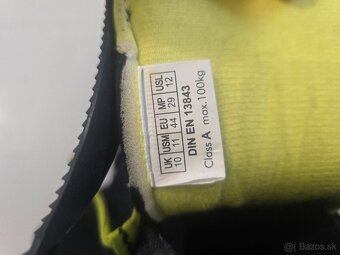 UK USM EU MP USL
10 11 44 29 12
DIN EN 13843
Class A max. 100kg
Bazos.sk